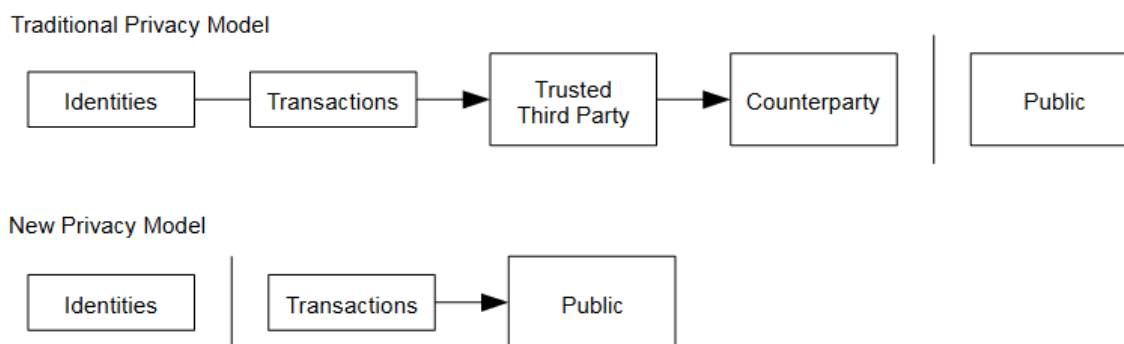 Traditional Privacy Model
Identities
Transactions
Trusted
Third Party
Counterparty
Public
New Privacy Model
Identities
Transactions
Public